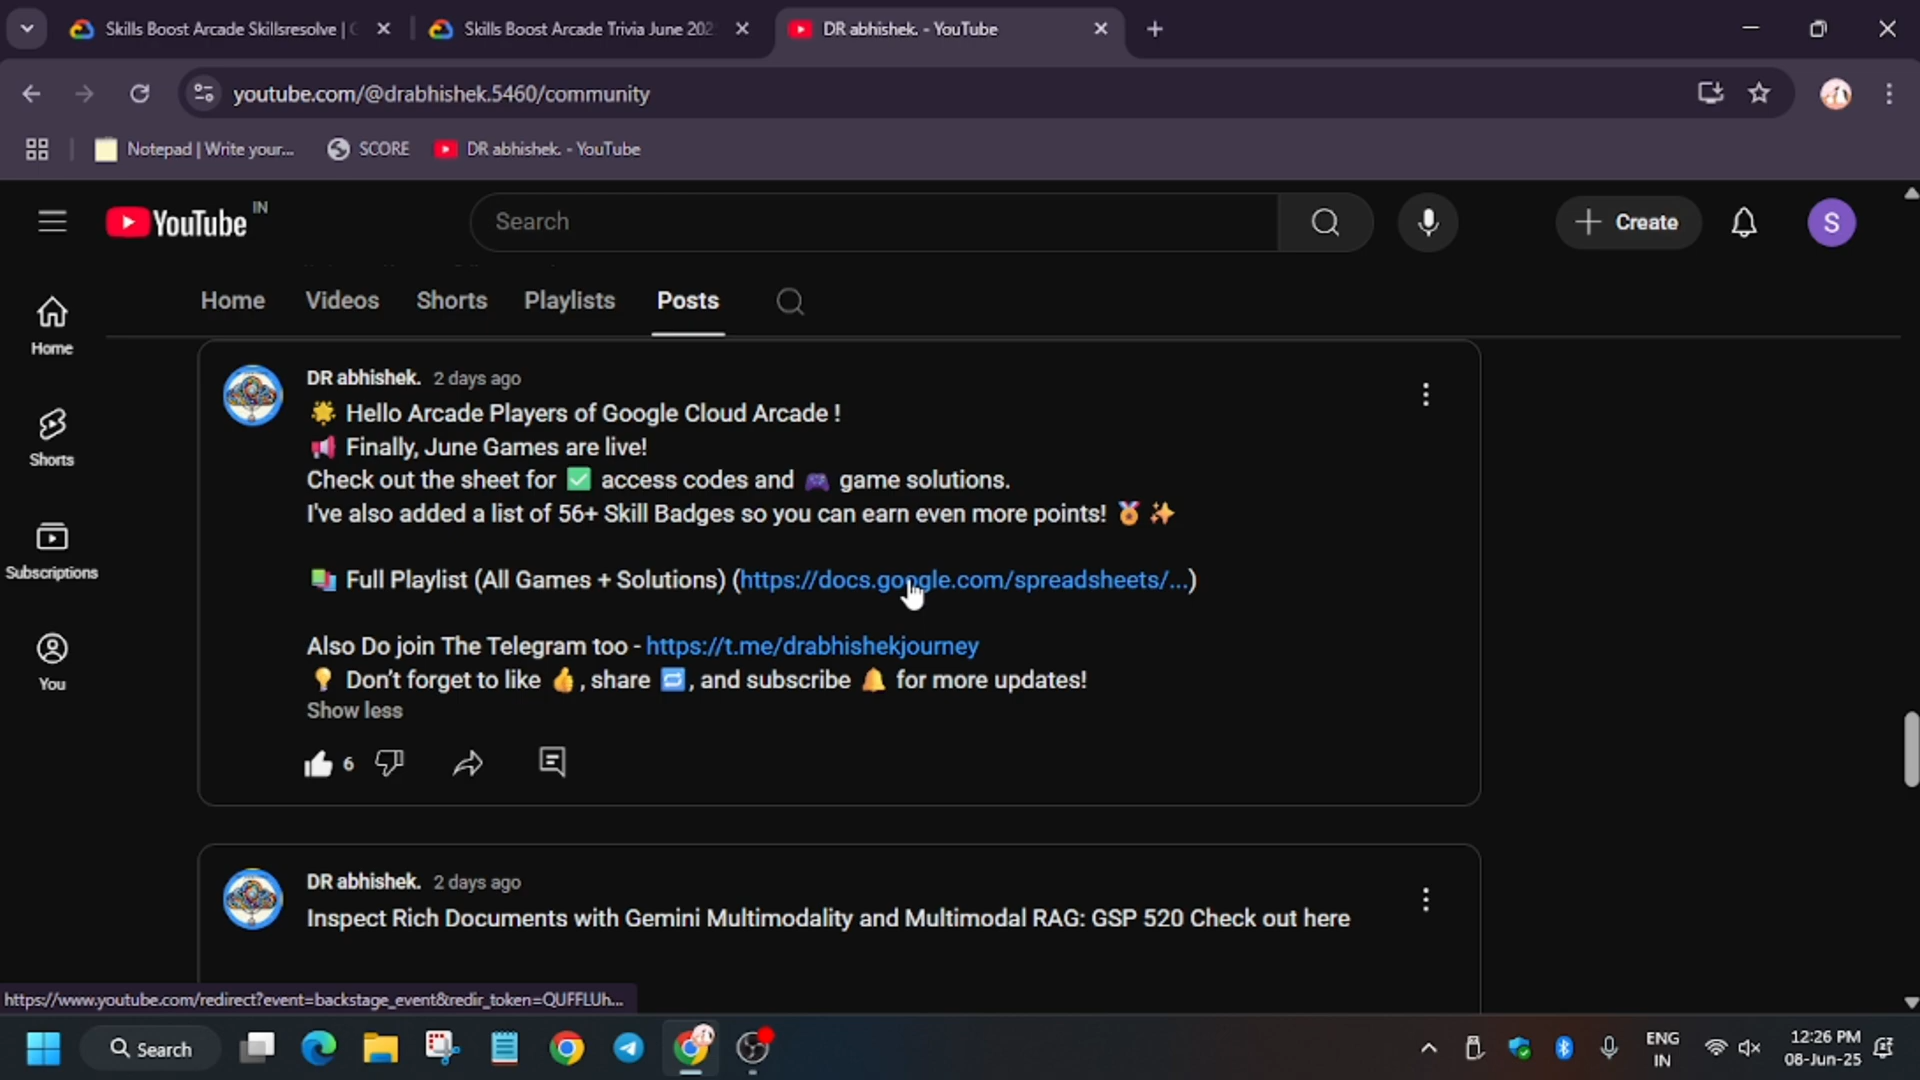 Skills Boost Arcade Skillsresolve |
Skills Boost Arcade Trivia June 202
DR abhishek. - YouTube
youtube.com/@drabhishek.5460/community
Notepad | Write your...
SCORE
DR abhishek. - YouTube
YouTube IN
Search
Create
S
Home
Videos
Shorts
Playlists
Posts
Home
Shorts
Subscriptions
You
DR abhishek. 2 days ago
🌟 Hello Arcade Players of Google Cloud Arcade !
📢 Finally, June Games are live!
Check out the sheet for ✅ access codes and 🎮 game solutions.
I've also added a list of 56+ Skill Badges so you can earn even more points! 🏅 ✨
📚 Full Playlist (All Games + Solutions) (https://docs.google.com/spreadsheets/...)
Also Do join The Telegram too - https://t.me/drabhishekjourney
💡 Don't forget to like 👍, share 🔁, and subscribe 🔔 for more updates!
Show less
6
DR abhishek. 2 days ago
Inspect Rich Documents with Gemini Multimodality and Multimodal RAG: GSP 520 Check out here
https://www.youtube.com/redirect?event=backstage_event&redir_token=QUFFLUh...
Search
ENG
IN
12:26 PM
08-Jun-25